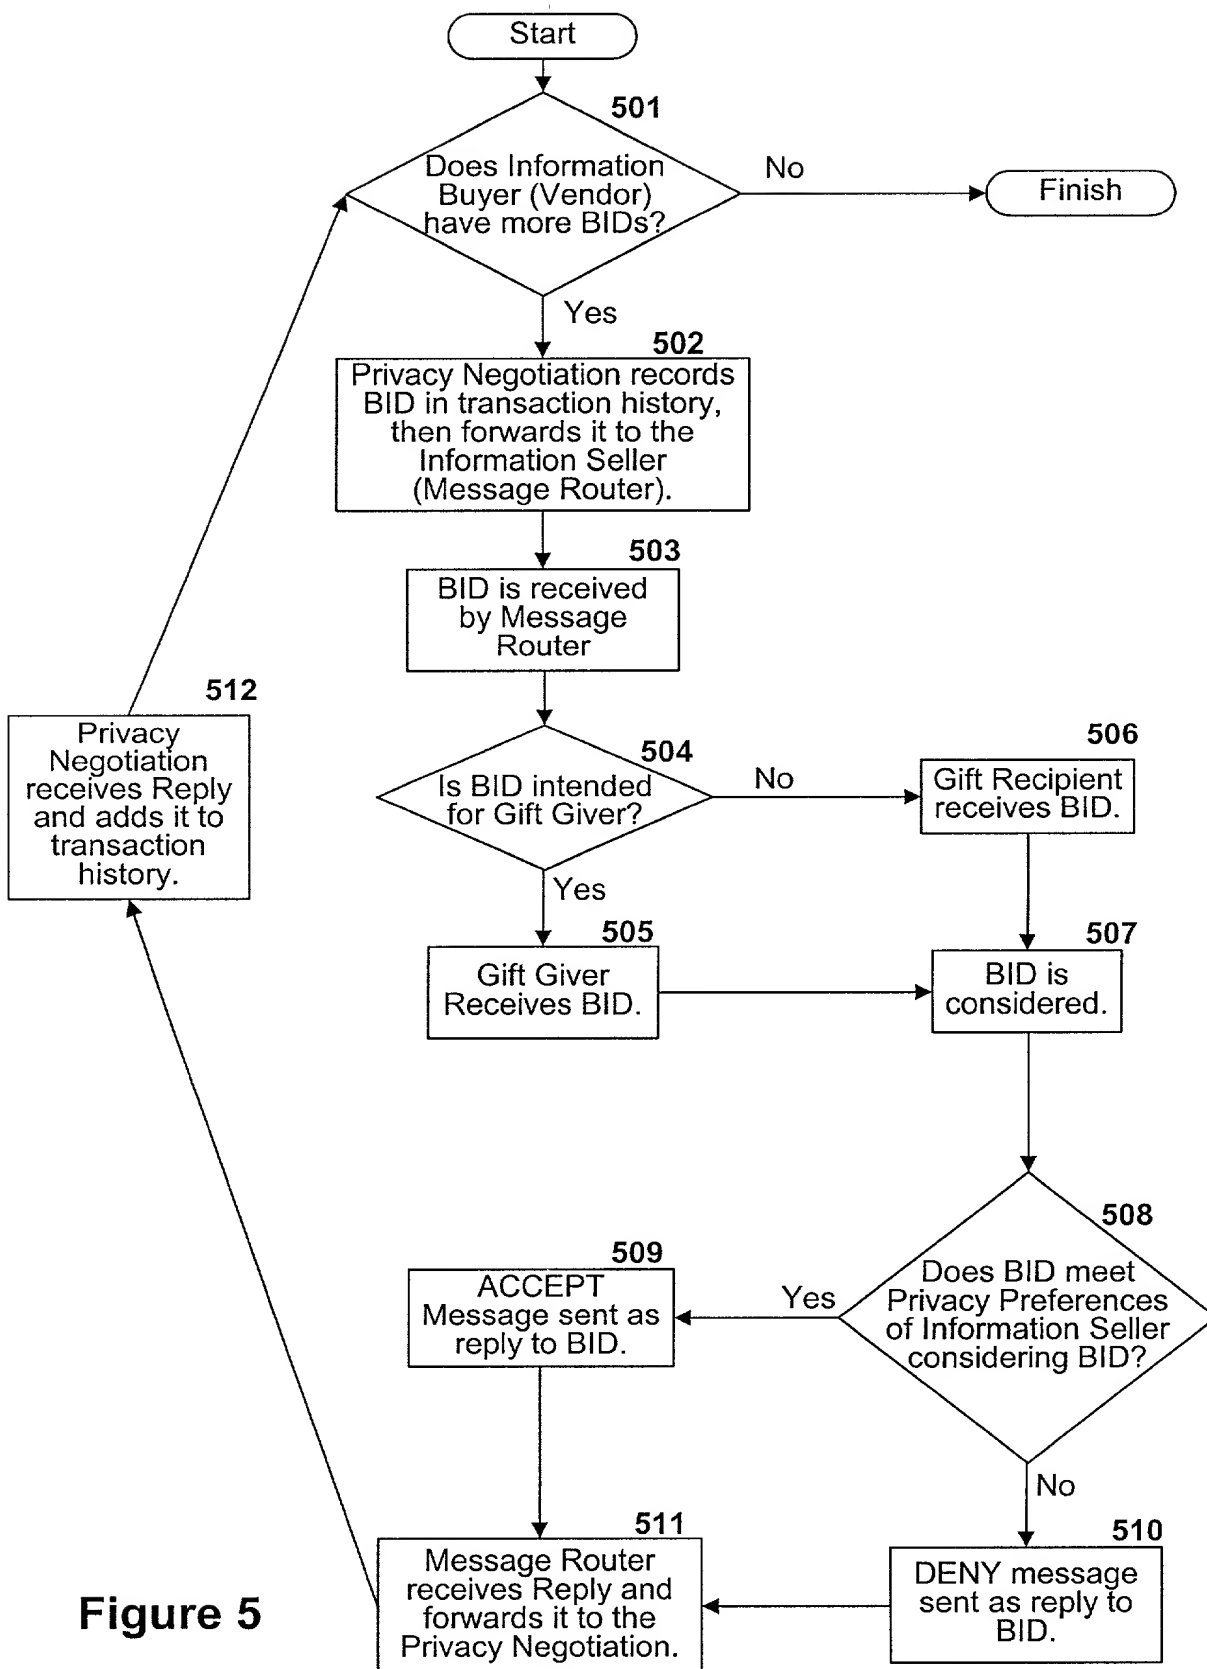 Start
501
Does Information
Buyer (Vendor)
have more BIDs?
No
Finish
Yes
502
Privacy Negotiation records
BID in transaction history,
then forwards it to the
Information Seller
(Message Router).
503
BID is received
by Message
Router
512
Privacy
Negotiation
receives Reply
and adds it to
transaction
history.
504
Is BID intended
for Gift Giver?
No
506
Gift Recipient
receives BID.
Yes
505
Gift Giver
Receives BID.
507
BID is
considered.
508
Does BID meet
Privacy Preferences
of Information Seller
considering BID?
Yes
509
ACCEPT
Message sent as
reply to BID.
No
510
DENY message
sent as reply to
BID.
511
Message Router
receives Reply and
forwards it to the
Privacy Negotiation.
Figure 5